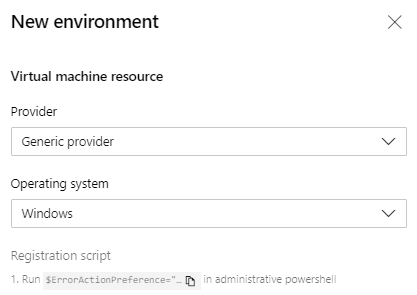 New environment
Virtual machine resource
Provider
Generic provider
Operating system
Windows
Registration script
1. Run $ErrorActionPreference="… in administrative powershell